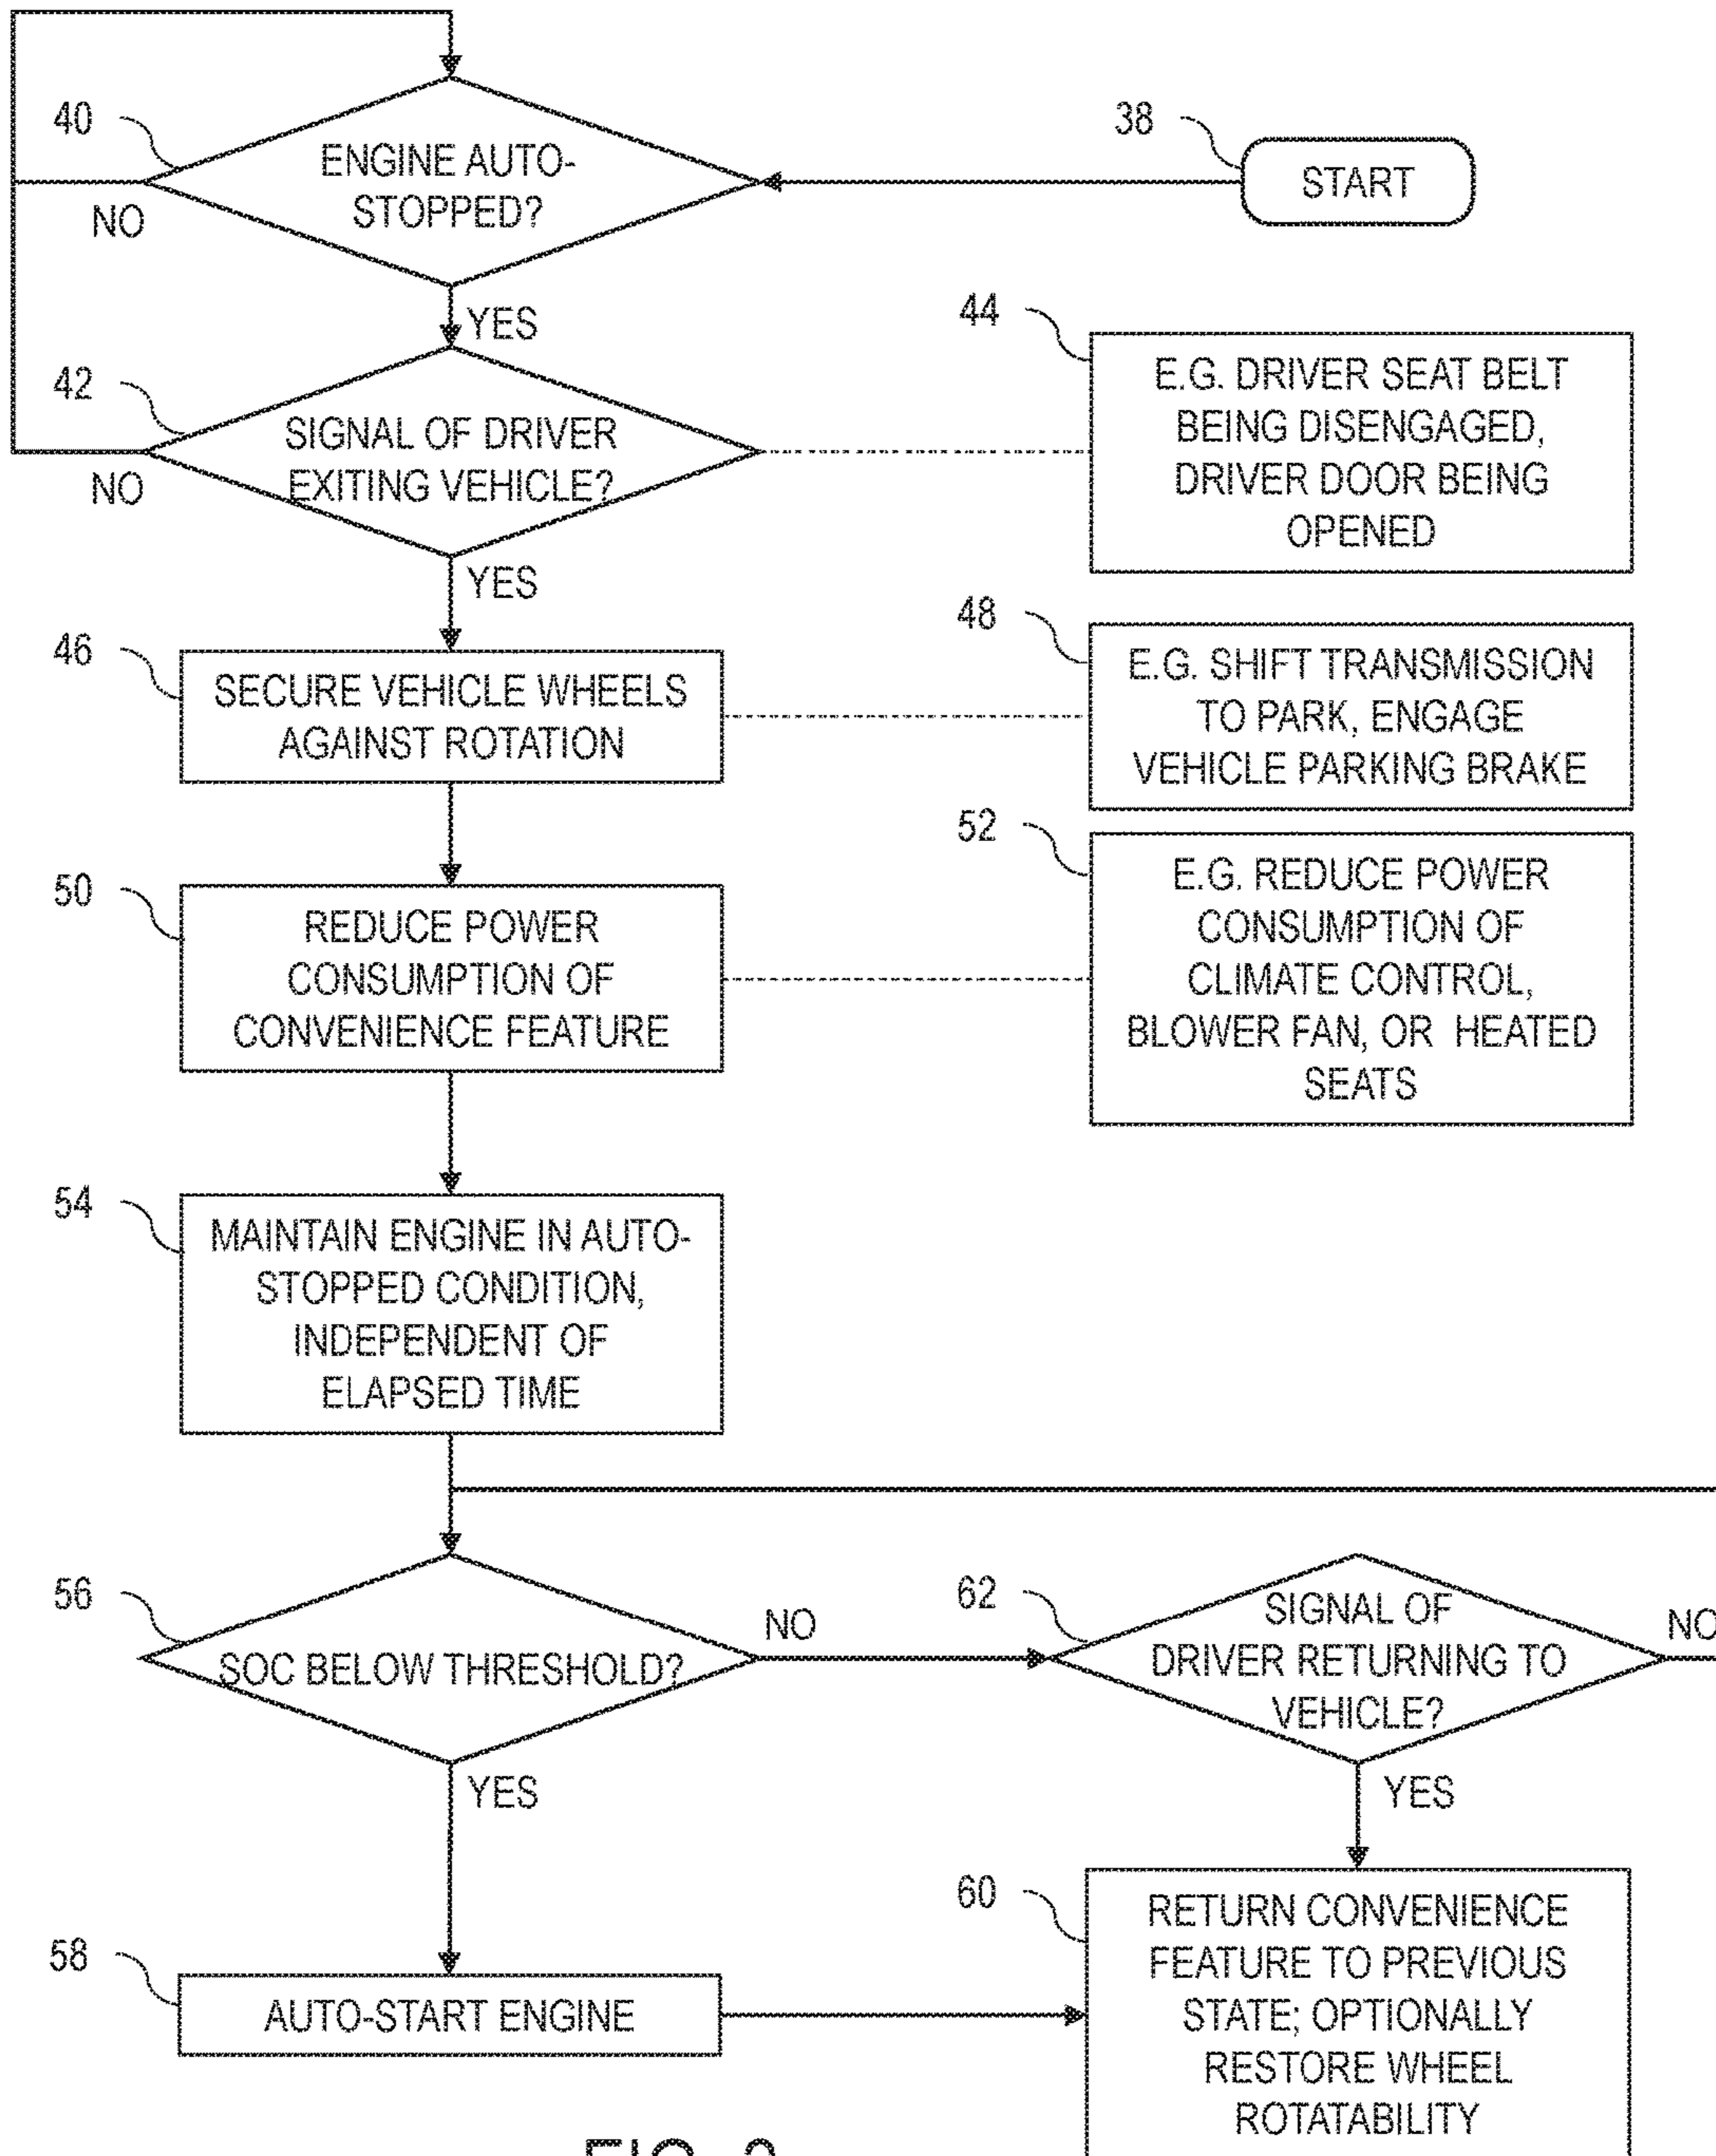 40
ENGINE AUTO-
STOPPED?
NO
YES
38
START
42
SIGNAL OF DRIVER
EXITING VEHICLE?
NO
YES
44
E.G. DRIVER SEAT BELT
BEING DISENGAGED,
DRIVER DOOR BEING
OPENED
46
SECURE VEHICLE WHEELS
AGAINST ROTATION
48
E.G. SHIFT TRANSMISSION
TO PARK, ENGAGE
VEHICLE PARKING BRAKE
50
REDUCE POWER
CONSUMPTION OF
CONVENIENCE FEATURE
52
E.G. REDUCE POWER
CONSUMPTION OF
CLIMATE CONTROL,
BLOWER FAN, OR HEATED
SEATS
54
MAINTAIN ENGINE IN AUTO-
STOPPED CONDITION,
INDEPENDENT OF
ELAPSED TIME
56
SOC BELOW THRESHOLD?
NO
YES
62
SIGNAL OF
DRIVER RETURNING TO
VEHICLE?
NO
YES
58
AUTO-START ENGINE
60
RETURN CONVENIENCE
FEATURE TO PREVIOUS
STATE; OPTIONALLY
RESTORE WHEEL
ROTATABILITY